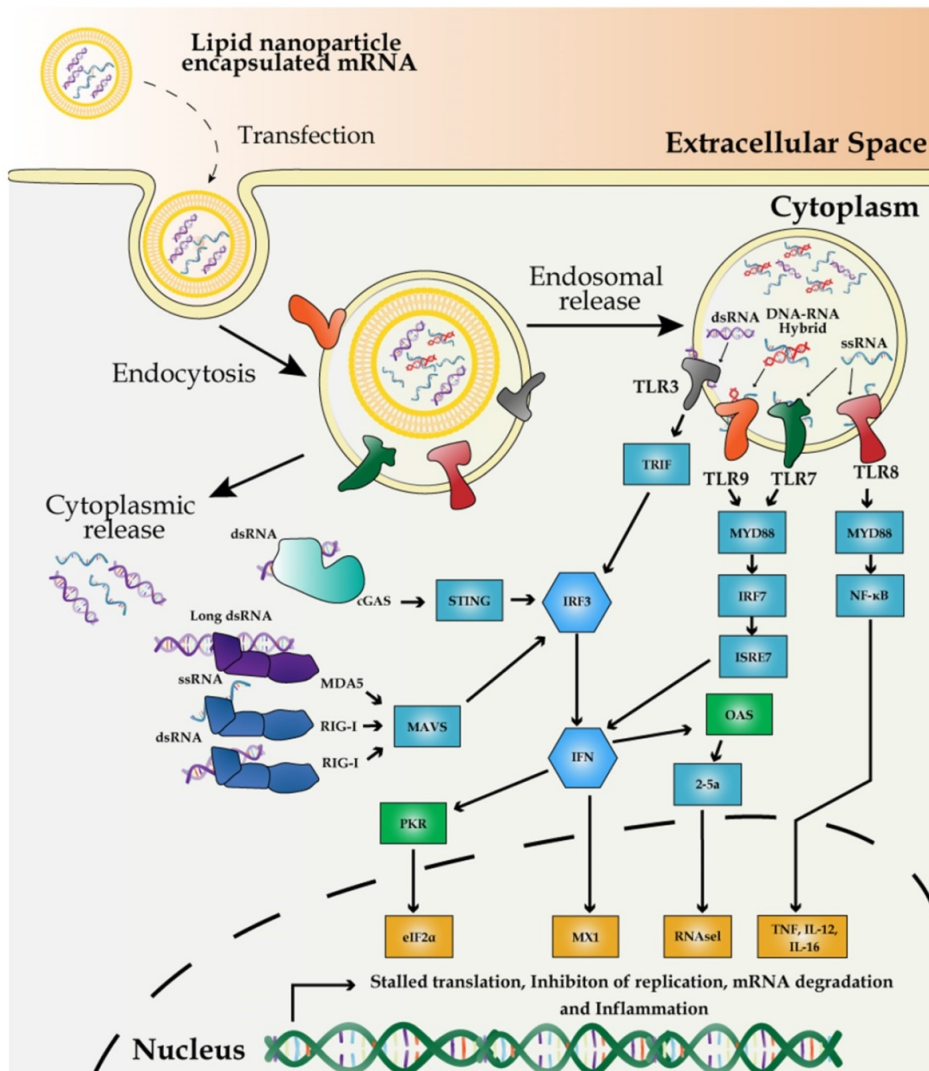 Lipid nanoparticle
encapsulated mRNA
Transfection
Extracellular Space
Cytoplasm
Endosomal
release
dsRNA
DNA-RNA
Hybrid
ssRNA
Endocytosis
TLR3
TRIF
TLR9
TLR7
TLR8
Cytoplasmic
release
dsRNA
cGAS
STING
IRF3
MYD88
MYD88
IRF7
NF-κB
ISRE7
Long dsRNA
MDA5
ssRNA
RIG-I
MAVS
dsRNA
RIG-I
OAS
IFN
2-5a
PKR
eIF2α
MX1
RNAsel
TNF, IL-12,
IL-16
Stalled translation, Inhibiton of replication, mRNA degradation
and Inflammation
Nucleus